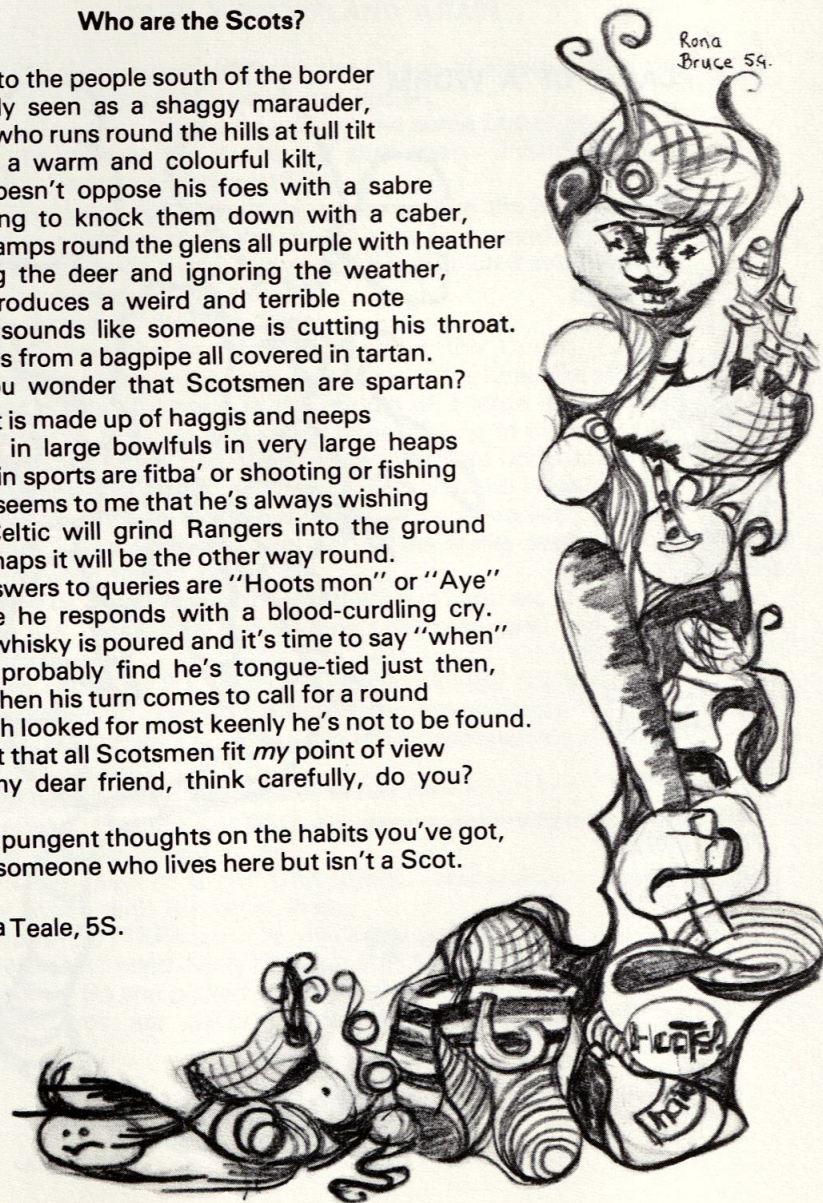 Who are the Scots?
Rona
Bruce 5G.
to the people south of the border
ly seen as a shaggy marauder,
who runs round the hills at full tilt
a warm and colourful kilt,
oesn't oppose his foes with a sabre
ng to knock them down with a caber,
amps round the glens all purple with heather
g the deer and ignoring the weather,
roduces a weird and terrible note
sounds like someone is cutting his throat.
s from a bagpipe all covered in tartan.
ou wonder that Scotsmen are spartan?
t is made up of haggis and neeps
in large bowlfuls in very large heaps
in sports are fitba' or shooting or fishing
seems to me that he's always wishing
Celtic will grind Rangers into the ground
haps it will be the other way round.
swers to queries are "Hoots mon" or "Aye"
e he responds with a blood-curdling cry.
whisky is poured and it's time to say "when"
probably find he's tongue-tied just then,
hen his turn comes to call for a round
h looked for most keenly he's not to be found.
t that all Scotsmen fit my point of view
ny dear friend, think carefully, do you?
pungent thoughts on the habits you've got,
someone who lives here but isn't a Scot.
a Teale, 5S.
Hoots